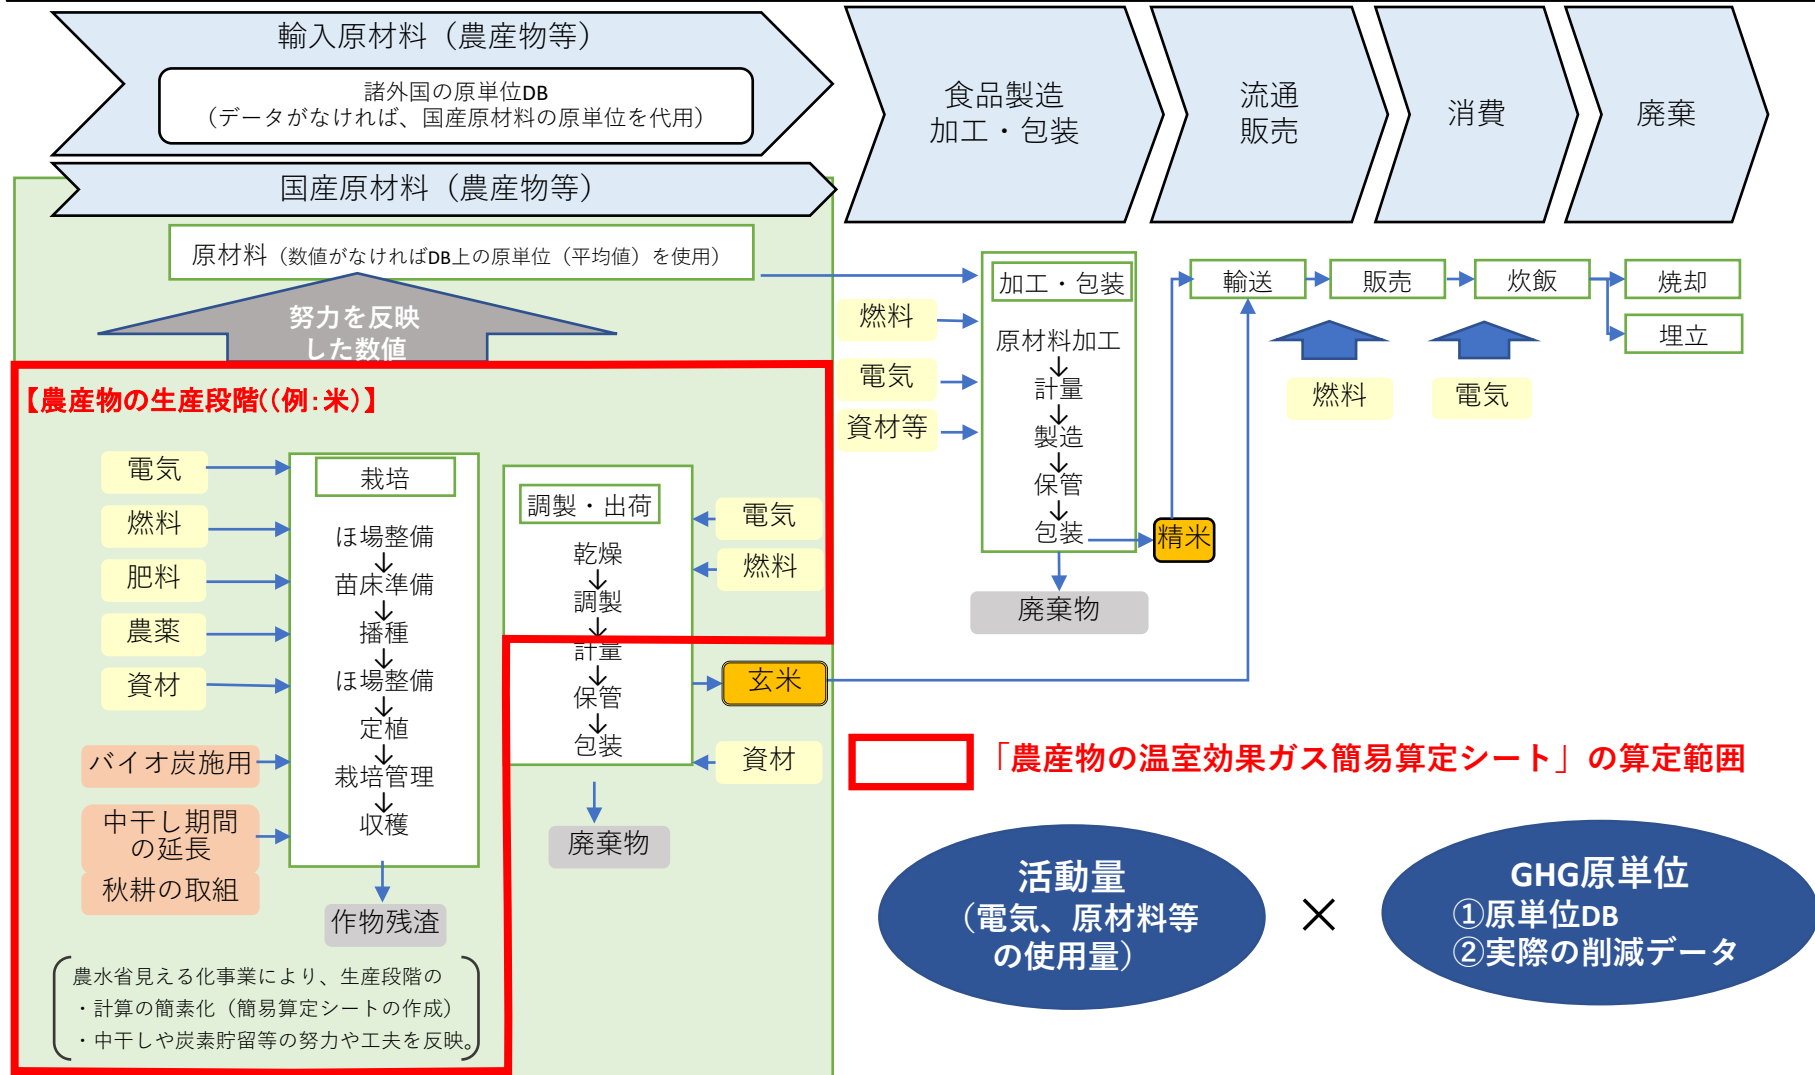 輸入原材料（農産物等）
諸外国の原単位DB
（データがなければ、国産原材料の原単位を代用）
食品製造
加工・包装
流通
販売
消費
廃棄
国産原材料（農産物等）
原材料（数値がなければDB上の原単位（平均値）を使用）
努力を反映
した数値
【農産物の生産段階((例：米)】
電気
燃料
肥料
農薬
資材
バイオ炭施用
中干し期間
の延長
秋耕の取組
栽培
ほ場整備
↓
苗床準備
↓
播種
↓
ほ場整備
↓
定植
↓
栽培管理
↓
収穫
作物残渣
調製・出荷
乾燥
↓
調製
↓
計量
↓
保管
↓
包装
電気
燃料
玄米
資材
廃棄物
燃料
電気
資材等
加工・包装
原材料加工
↓
計量
↓
製造
↓
保管
↓
包装
精米
廃棄物
輸送
販売
炊飯
焼却
埋立
燃料
電気
農水省見える化事業により、生産段階の
・計算の簡素化（簡易算定シートの作成）
・中干しや炭素貯留等の努力や工夫を反映。
「農産物の温室効果ガス簡易算定シート」の算定範囲
活動量
（電気、原材料等
の使用量）
×
GHG原単位
①原単位DB
②実際の削減データ